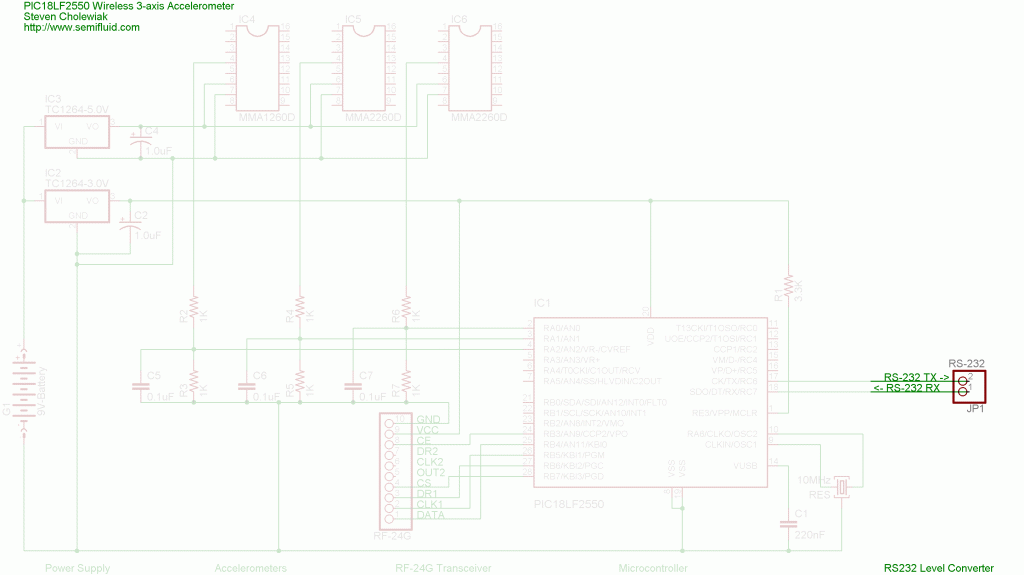 PIC18LF2550 Wireless 3-axis Accelerometer
Steven Cholewiak
http://www.semifluid.com
IC4
IC5
IC6
MMA1260D
MMA2260D
MMA2260D
IC3
TC1264-5.0V
VI
VO
GND
C4
1.0uF
IC2
TC1264-3.0V
VI
VO
GND
C2
1.0uF
R2
1K
R4
1K
R6
1K
R1
3.3K
IC1
VDD
20
RA0/AN0
RA1/AN1
RA2/AN2/VR-/CVREF
RA3/AN3/VR+
RA4/T0CKI/C1OUT/RCV
RA5/AN4/SS/HLVDIN/C2OUT
RB0/SDA/SDI/AN12/INT0/FLT0
RB1/SCL/SCK/AN10/INT1
RB2/AN8/INT2/VMO
RB3/AN9/CCP2/VPO
RB4/AN11/KBI0
RB5/KBI1/PGM
RB6/KBI2/PGC
RB7/KBI3/PGD
T13CKI/T1OSO/RC0
UOE/CCP2/T1OSI/RC1
CCP1/RC2
VM/D-/RC4
VP/D+/RC5
CK/TX/RC6
SDO/DT/RX/RC7
RE3/VPP/MCLR
RA6/CLKO/OSC2
CLKIN/OSC1
VUSB
VSS
VSS
PIC18LF2550
RS-232
RS-232 TX ->
2
<- RS-232 RX
1
JP1
G1
9V-Battery
C5
0.1uF
R3
1K
C6
0.1uF
R5
1K
C7
0.1uF
R7
1K
GND
VCC
CE
DR2
CLK2
OUT2
CS
DR1
CLK1
DATA
RF-24G
10MHz
RES
C1
220nF
Power Supply
Accelerometers
RF-24G Transceiver
Microcontroller
RS232 Level Converter